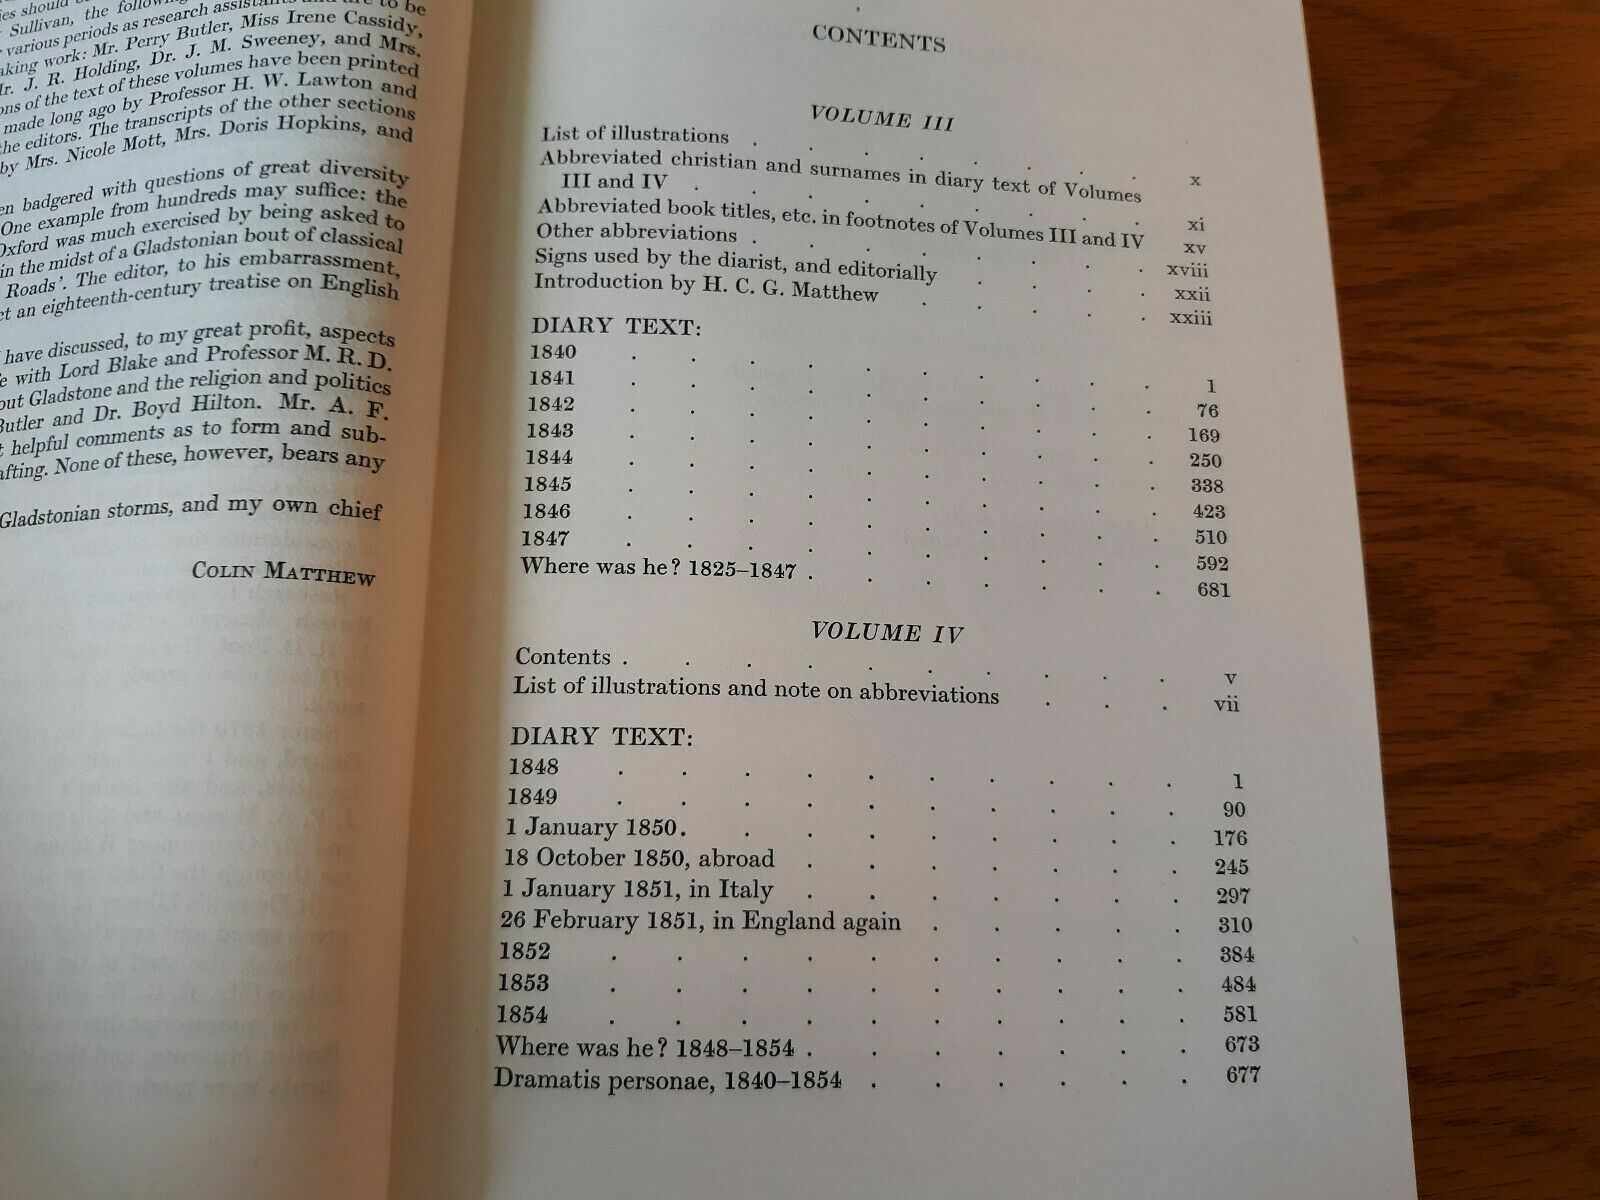 ies should be
Sullivan, the following
various periods as research assistants and are to be
aking work: Mr. Perry Butler, Miss Irene Cassidy,
Mr. J. R. Holding, Dr. J. M. Sweeney, and Mrs.
ons of the text of these volumes have been printed
made long ago by Professor H. W. Lawton and
the editors. The transcripts of the other sections
by Mrs. Nicole Mott, Mrs. Doris Hopkins, and
en badgered with questions of great diversity
One example from hundreds may suffice: the
Oxford was much exercised by being asked to
in the midst of a Gladstonian bout of classical
Roads'. The editor, to his embarrassment,
ct an eighteenth-century treatise on English
have discussed, to my great profit, aspects
e with Lord Blake and Professor M. R. D.
out Gladstone and the religion and politics
Butler and Dr. Boyd Hilton. Mr. A. F.
t helpful comments as to form and sub-
afting. None of these, however, bears any
Gladstonian storms, and my own chief
COLIN MATTHEW
CONTENTS
VOLUME III
List of illustrations . . . . . . . x
Abbreviated christian and surnames in diary text of Volumes
III and IV . . . . . . . . xi
Abbreviated book titles, etc. in footnotes of Volumes III and IV xv
Other abbreviations . . . . . . . xviii
Signs used by the diarist, and editorially . . . . xxii
Introduction by H. C. G. Matthew . . . . . xxiii
DIARY TEXT:
1840 . . . . . . . . . . 1
1841 . . . . . . . . . . 76
1842 . . . . . . . . . . 169
1843 . . . . . . . . . . 250
1844 . . . . . . . . . . 338
1845 . . . . . . . . . . 423
1846 . . . . . . . . . . 510
1847 . . . . . . . . . . 592
Where was he? 1825–1847 . . . . . . . 681
VOLUME IV
Contents . . . . . . . . . . v
List of illustrations and note on abbreviations . . . vii
DIARY TEXT:
1848 . . . . . . . . . . 1
1849 . . . . . . . . . . 90
1 January 1850. . . . . . . . . 176
18 October 1850, abroad . . . . . . . 245
1 January 1851, in Italy . . . . . . . 297
26 February 1851, in England again . . . . . 310
1852 . . . . . . . . . . 384
1853 . . . . . . . . . . 484
1854 . . . . . . . . . . 581
Where was he? 1848–1854 . . . . . . . 673
Dramatis personae, 1840–1854 . . . . . . 677